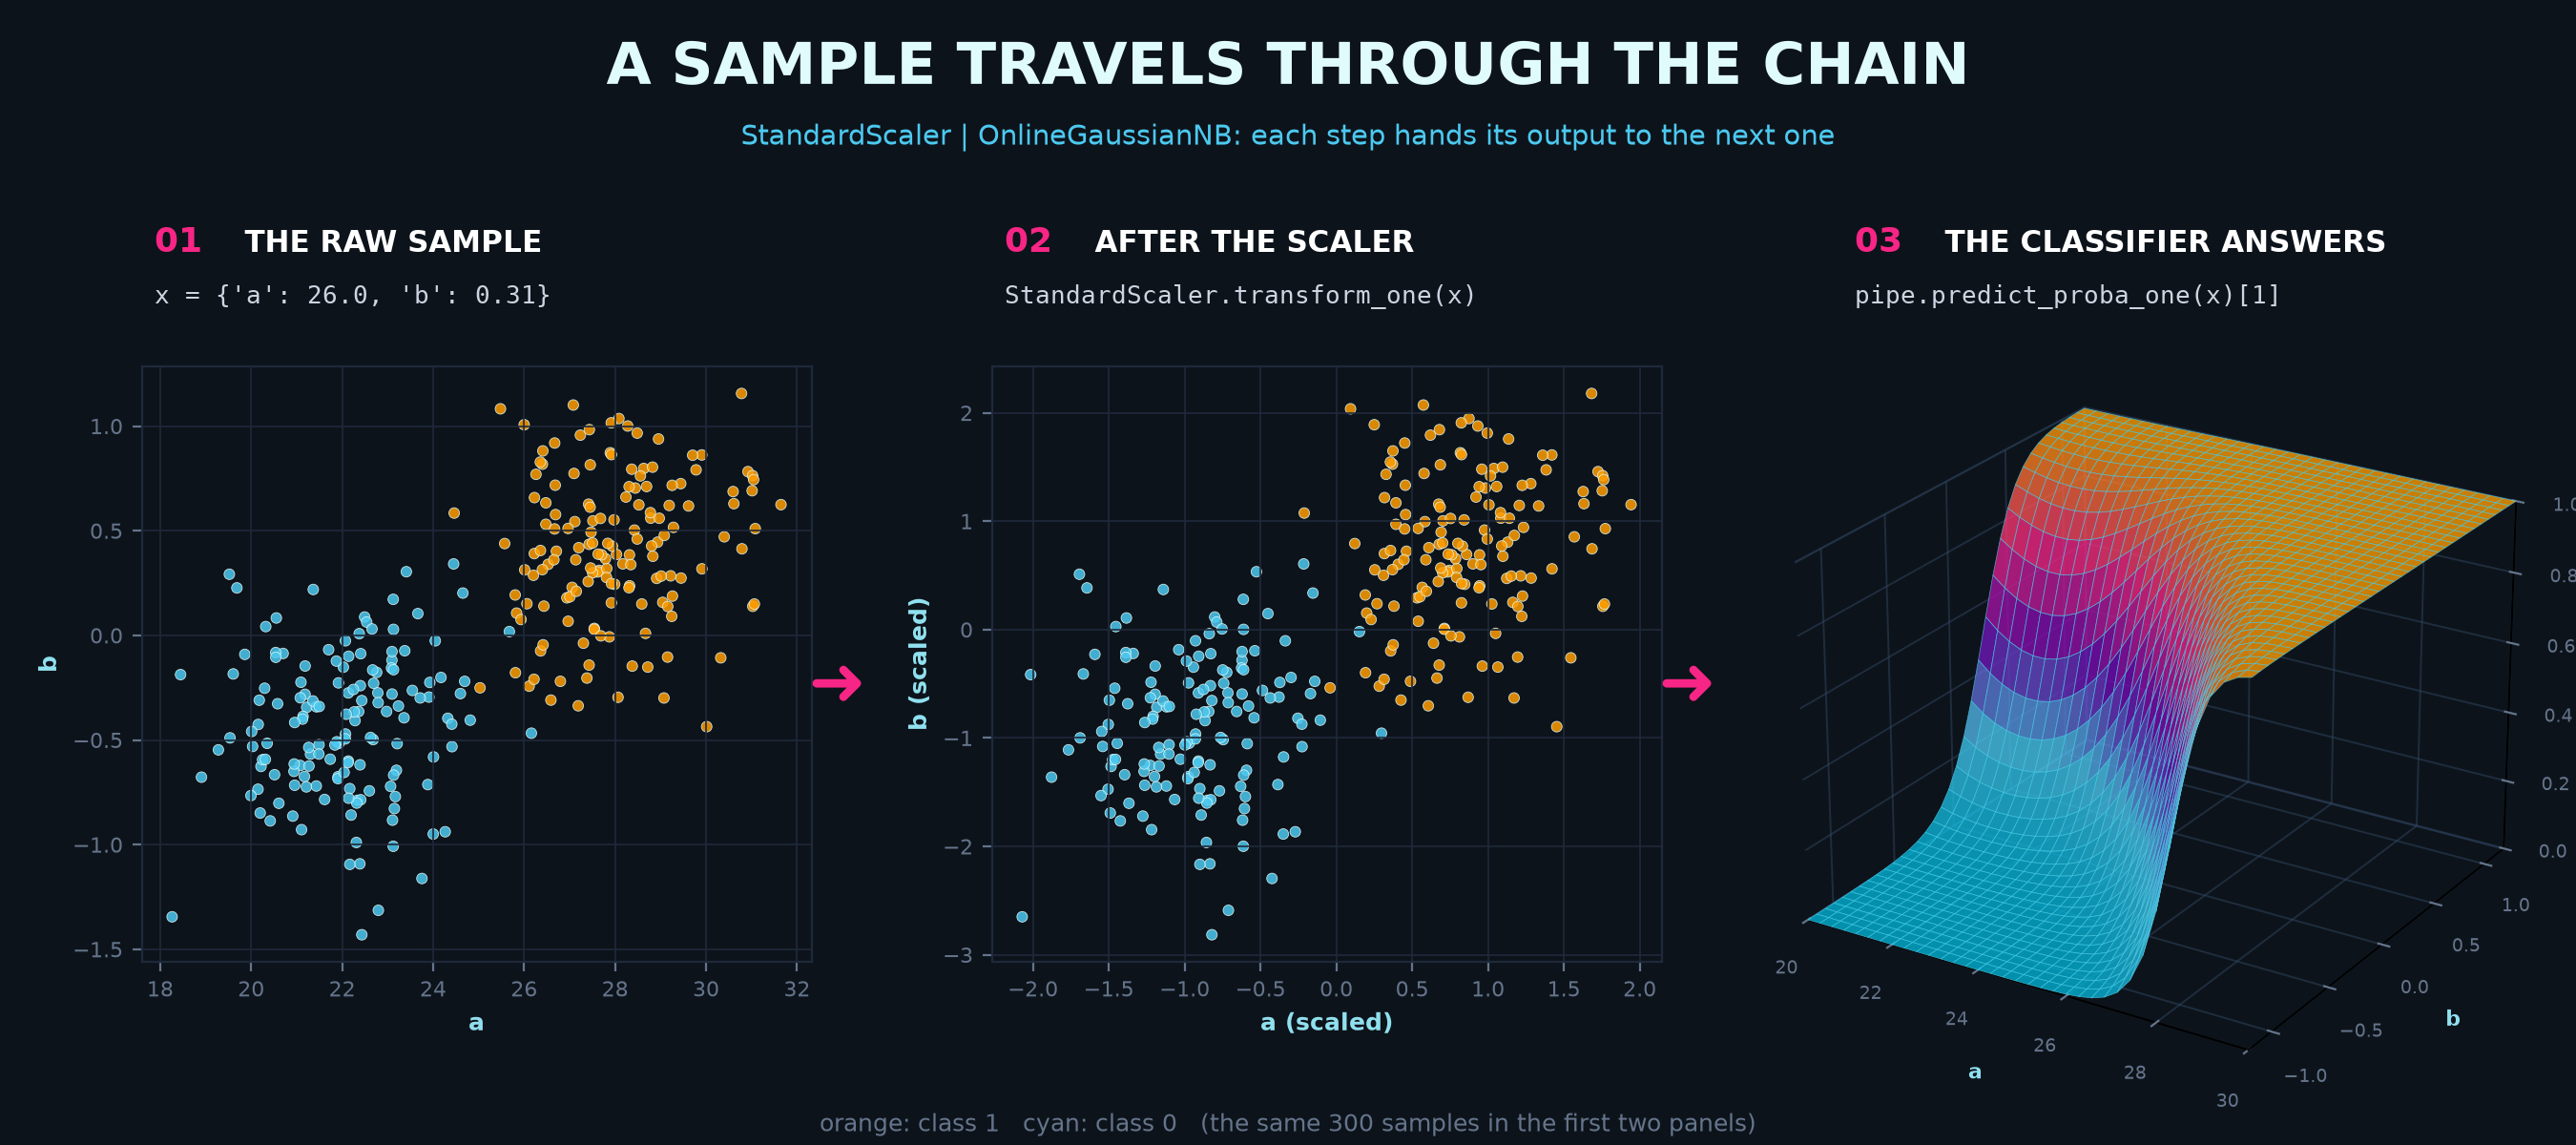 A SAMPLE TRAVELS THROUGH THE CHAIN
StandardScaler | OnlineGaussianNB: each step hands its output to the next one
01 THE RAW SAMPLE
x = {'a': 26.0, 'b': 0.31}
1.0
0.5
0.0
−0.5
−1.0
−1.5
b
18 20 22 24 26 28 30 32
a
02 AFTER THE SCALER
StandardScaler.transform_one(x)
2
1
0
−1
−2
−3
b (scaled)
−2.0 −1.5 −1.0 −0.5 0.0 0.5 1.0 1.5 2.0
a (scaled)
03 THE CLASSIFIER ANSWERS
pipe.predict_proba_one(x)[1]
1.0
0.8
0.6
0.4
0.2
0.0
1.0
0.5
0.0
−0.5
−1.0
b
20
22
24
26
28
30
a
orange: class 1 cyan: class 0 (the same 300 samples in the first two panels)